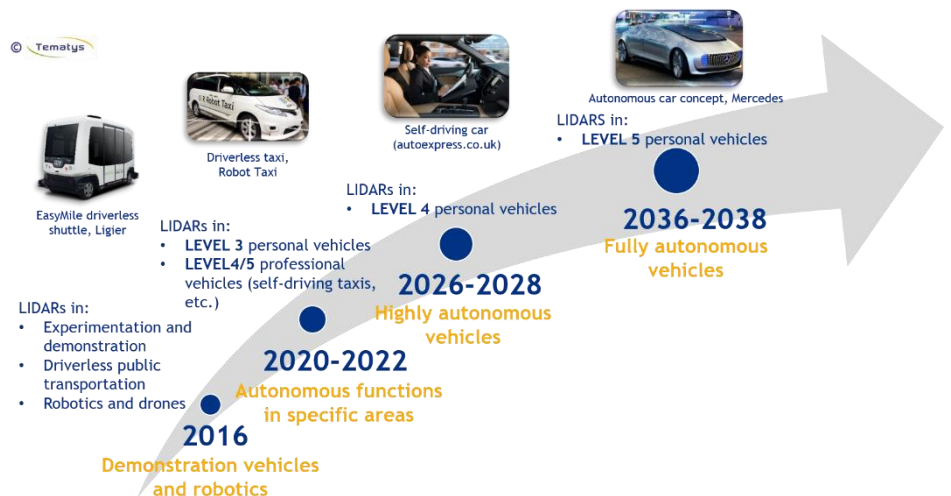 © Tematys
EasyMile driverless
shuttle, Ligier
LIDARs in:
• Experimentation and
demonstration
• Driverless public
transportation
• Robotics and drones
2016
Demonstration vehicles
and robotics
Robot Taxi
Driverless taxi,
Robot Taxi
LIDARs in:
• LEVEL 3 personal vehicles
• LEVEL4/5 professional
vehicles (self-driving taxis,
etc.)
2020-2022
Autonomous functions
in specific areas
Self-driving car
(autoexpress.co.uk)
LIDARs in:
• LEVEL 4 personal vehicles
2026-2028
Highly autonomous
vehicles
Autonomous car concept, Mercedes
LIDARS in:
• LEVEL 5 personal vehicles
2036-2038
Fully autonomous
vehicles